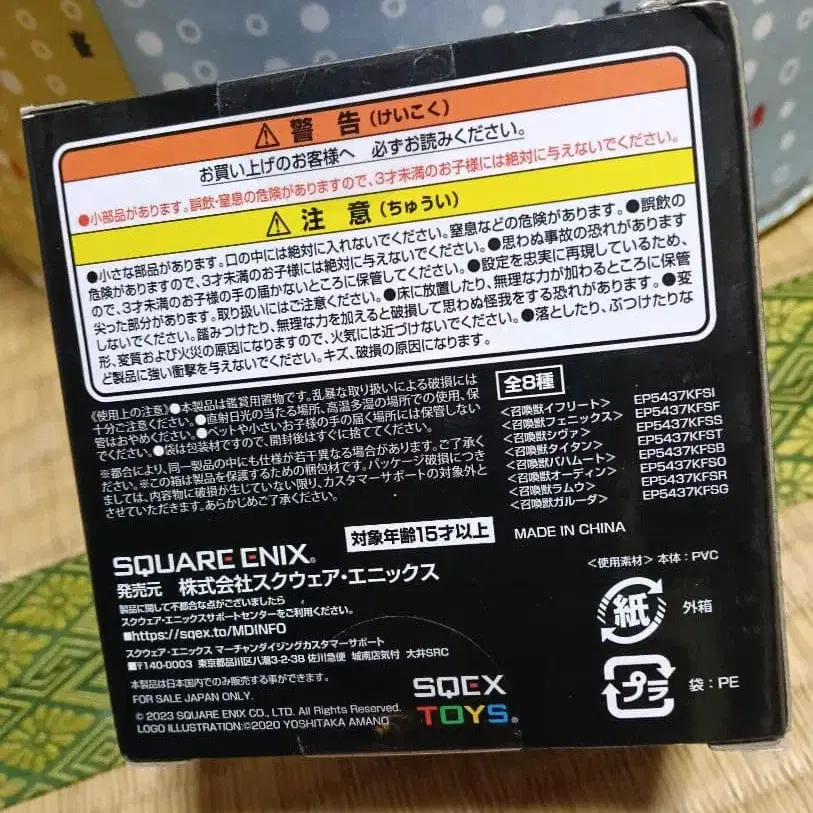 ⚠ 警 告 (けいこく)
お買い上げのお客様へ 必ずお読みください。
●小部品があります。誤飲・窒息の危険がありますので、3才未満のお子様には絶対に与えないでください。
⚠ 注 意 (ちゅうい)
●小さな部品があります。口の中には絶対に入れないでください。窒息などの危険があります。●誤飲の
危険がありますので、3才未満のお子様には絶対に与えないでください。●思わぬ事故の恐れがあります
ので、3才未満のお子様の手の届かないところに保管してください。●設定を忠実に再現しているため、
尖った部分があります。取り扱いにはご注意ください。●床に放置したり、無理な力が加わるところに保管
しないでください。踏みつけたり、無理な力を加えると破損して思わぬ怪我をする恐れがあります。●変
形、変質および火災の原因になりますので、火気には近づけないでください。●落としたり、ぶつけたりな
ど製品に強い衝撃を与えないでください。キズ、破損の原因になります。
《使用上の注意》●本製品は鑑賞用置物です。乱暴な取り扱いによる破損には
十分ご注意ください。●直射日光の当たる場所、高温多湿での場所での使用、保
管はおやめください。●ペットや小さいお子様の手の届く場所には保管しない
でください。●袋は包装材ですので、開封後はすぐに捨ててください。
※都合により、同一製品の中にも仕様が若干異なる場合があります。ご了承く
ださい。※この箱は製品を保護するための梱包材です。パッケージ破損につき
ましては、内容物に破損が生じていない限り、カスタマーサポートの対象外と
させていただきます。あらかじめご了承ください。
全8種
<召喚獣イフリート> EP5437KFSI
<召喚獣フェニックス> EP5437KFSF
<召喚獣シヴァ> EP5437KFSS
<召喚獣タイタン> EP5437KFST
<召喚獣バハムート> EP5437KFSB
<召喚獣オーディン> EP5437KFSO
<召喚獣ラムウ> EP5437KFSR
<召喚獣ガルーダ> EP5437KFSG
対象年齢15才以上
MADE IN CHINA
SQUARE ENIX®
発売元 株式会社スクウェア・エニックス
製品に関して不都合な点がございましたら
スクウェア・エニックスサポートセンターをご利用ください。
■https://sqex.to/MDINFO
スクウェア・エニックス マーチャンダイジングカスタマーサポート
■〒140-0003 東京都品川区八潮3-2-38 佐川急便 城南店気付 大井SRC
本製品は日本国内でのみ販売する事ができます。
FOR SALE JAPAN ONLY.
© 2023 SQUARE ENIX CO., LTD. All Rights Reserved.
LOGO ILLUSTRATION:©2020 YOSHITAKA AMANO
SQEX
TOYS®
<使用素材> 本体:PVC
紙 外箱
プラ 袋:PE